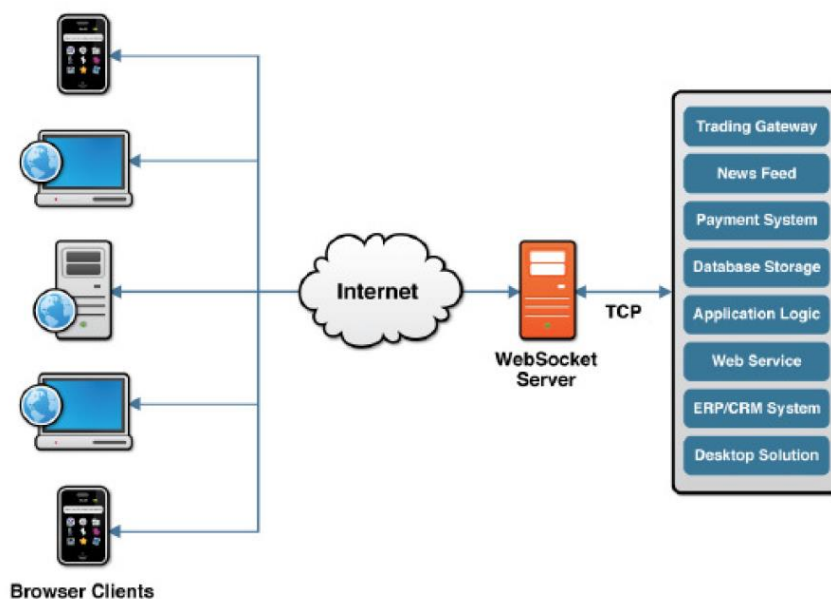 Trading Gateway
News Feed
Payment System
Database Storage
Application Logic
Web Service
ERP/CRM System
Desktop Solution
Internet
TCP
WebSocket
Server
Browser Clients